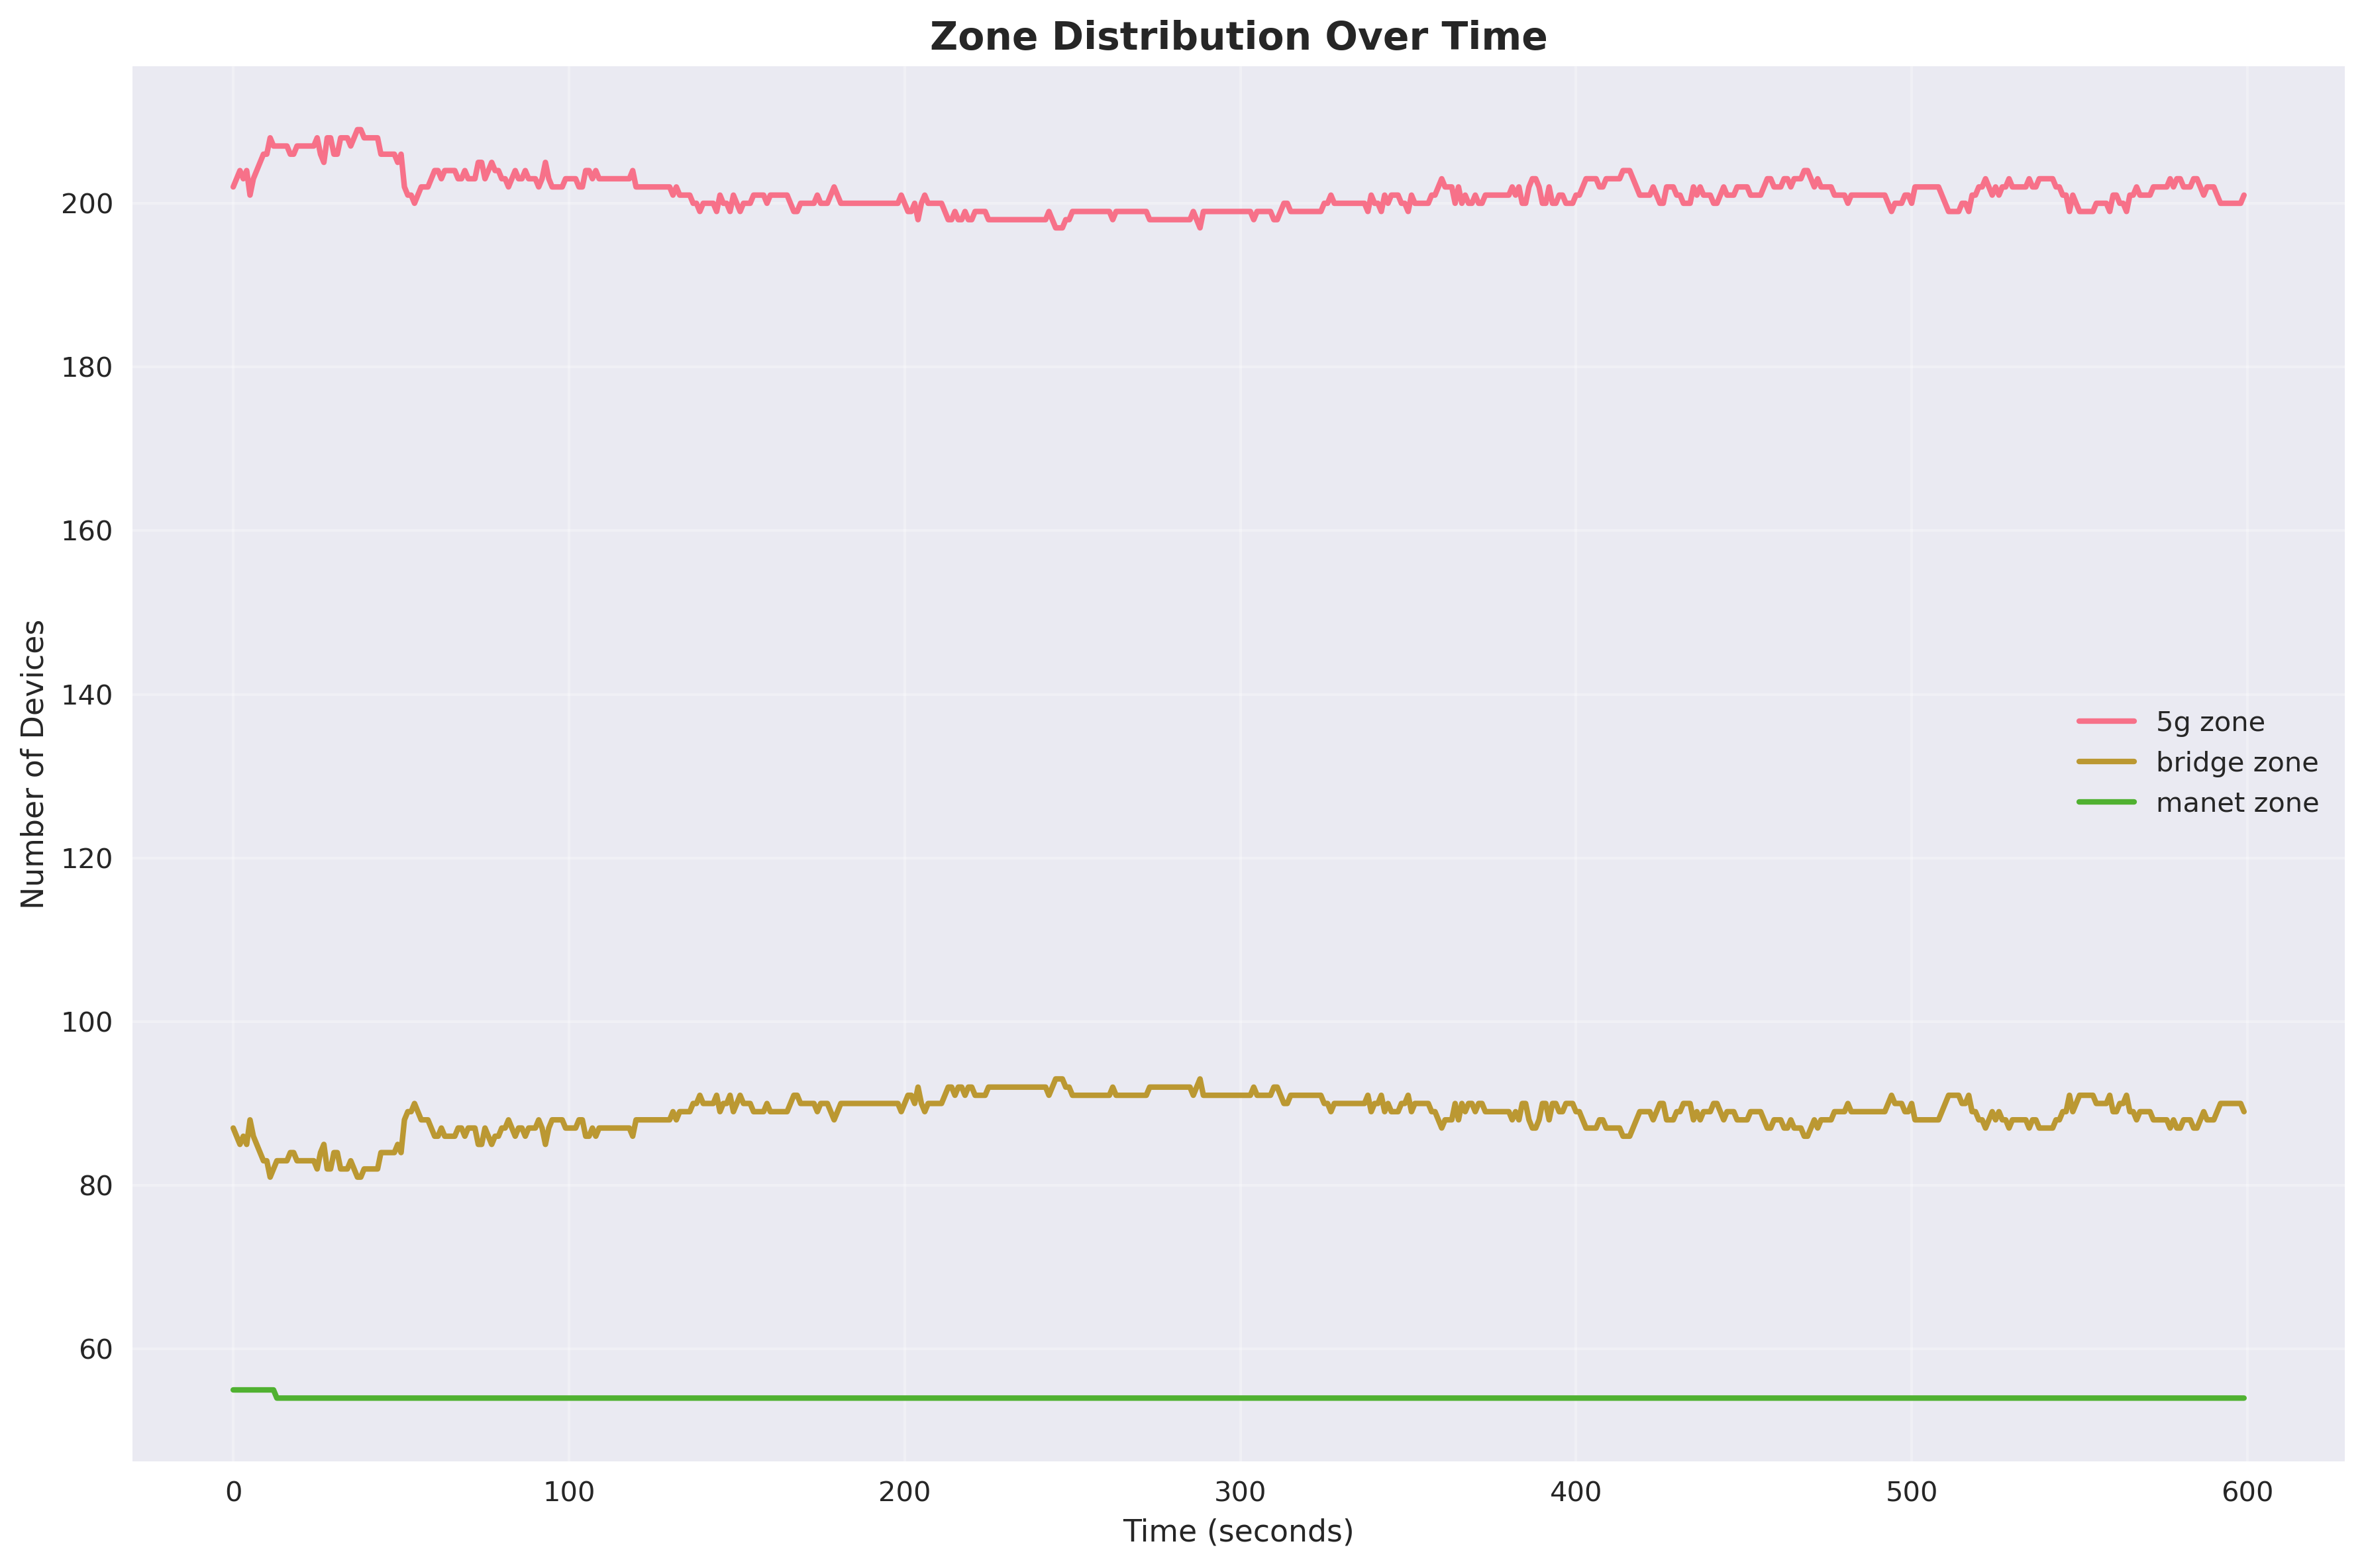 Zone Distribution Over Time
Number of Devices
200
180
160
140
120
100
80
60
5g zone
bridge zone
manet zone
0 100 200 300 400 500 600
Time (seconds)